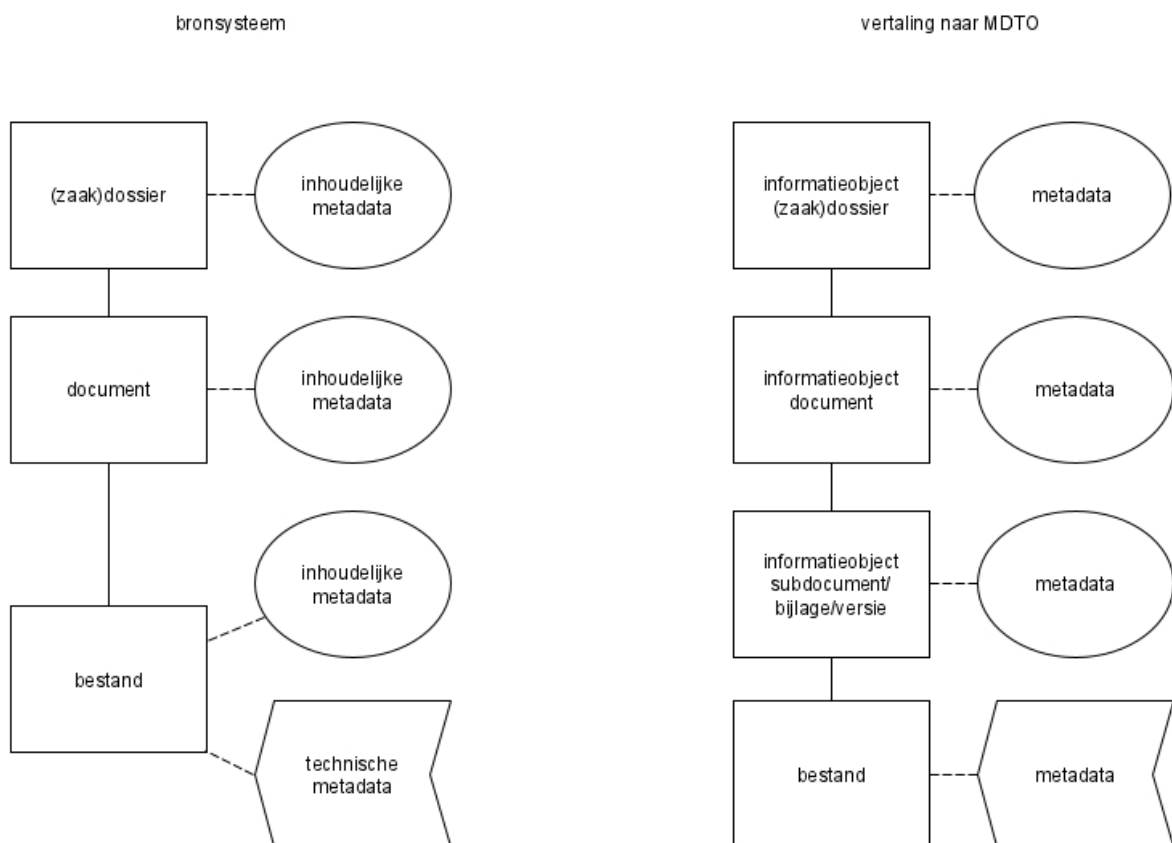 bronsysteem
vertaling naar MDTO
(zaak)dossier
inhoudelijke
metadata
informatieobject
(zaak)dossier
metadata
document
inhoudelijke
metadata
informatieobject
document
metadata
inhoudelijke
metadata
informatieobject
subdocument/
bijlage/versie
metadata
bestand
technische
metadata
bestand
metadata